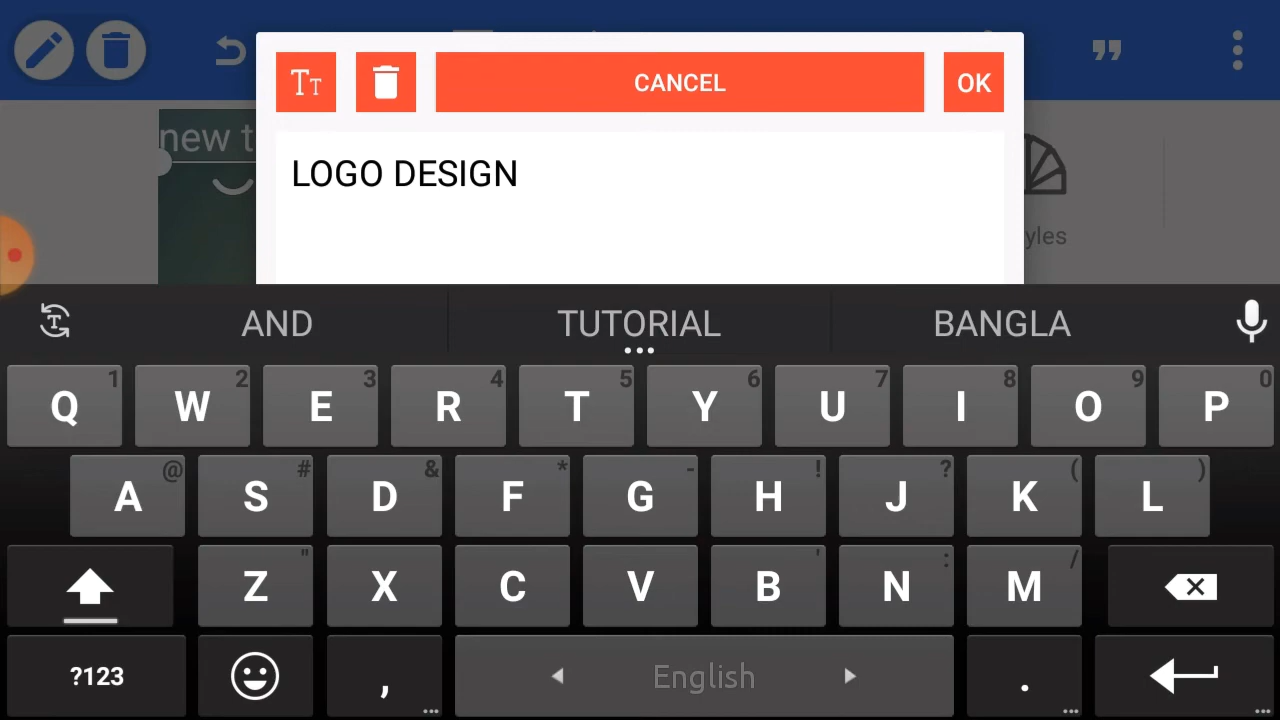 ”
Tт CANCEL OK
new t
LOGO DESIGN
yles
AND TUTORIAL BANGLA
1 2 3 4 5 6 7 8 9 0
Q W E R T Y U I O P
@ # & * - ! ? ( )
A S D F G H J K L
" ' : /
Z X C V B N M
?123 , English .